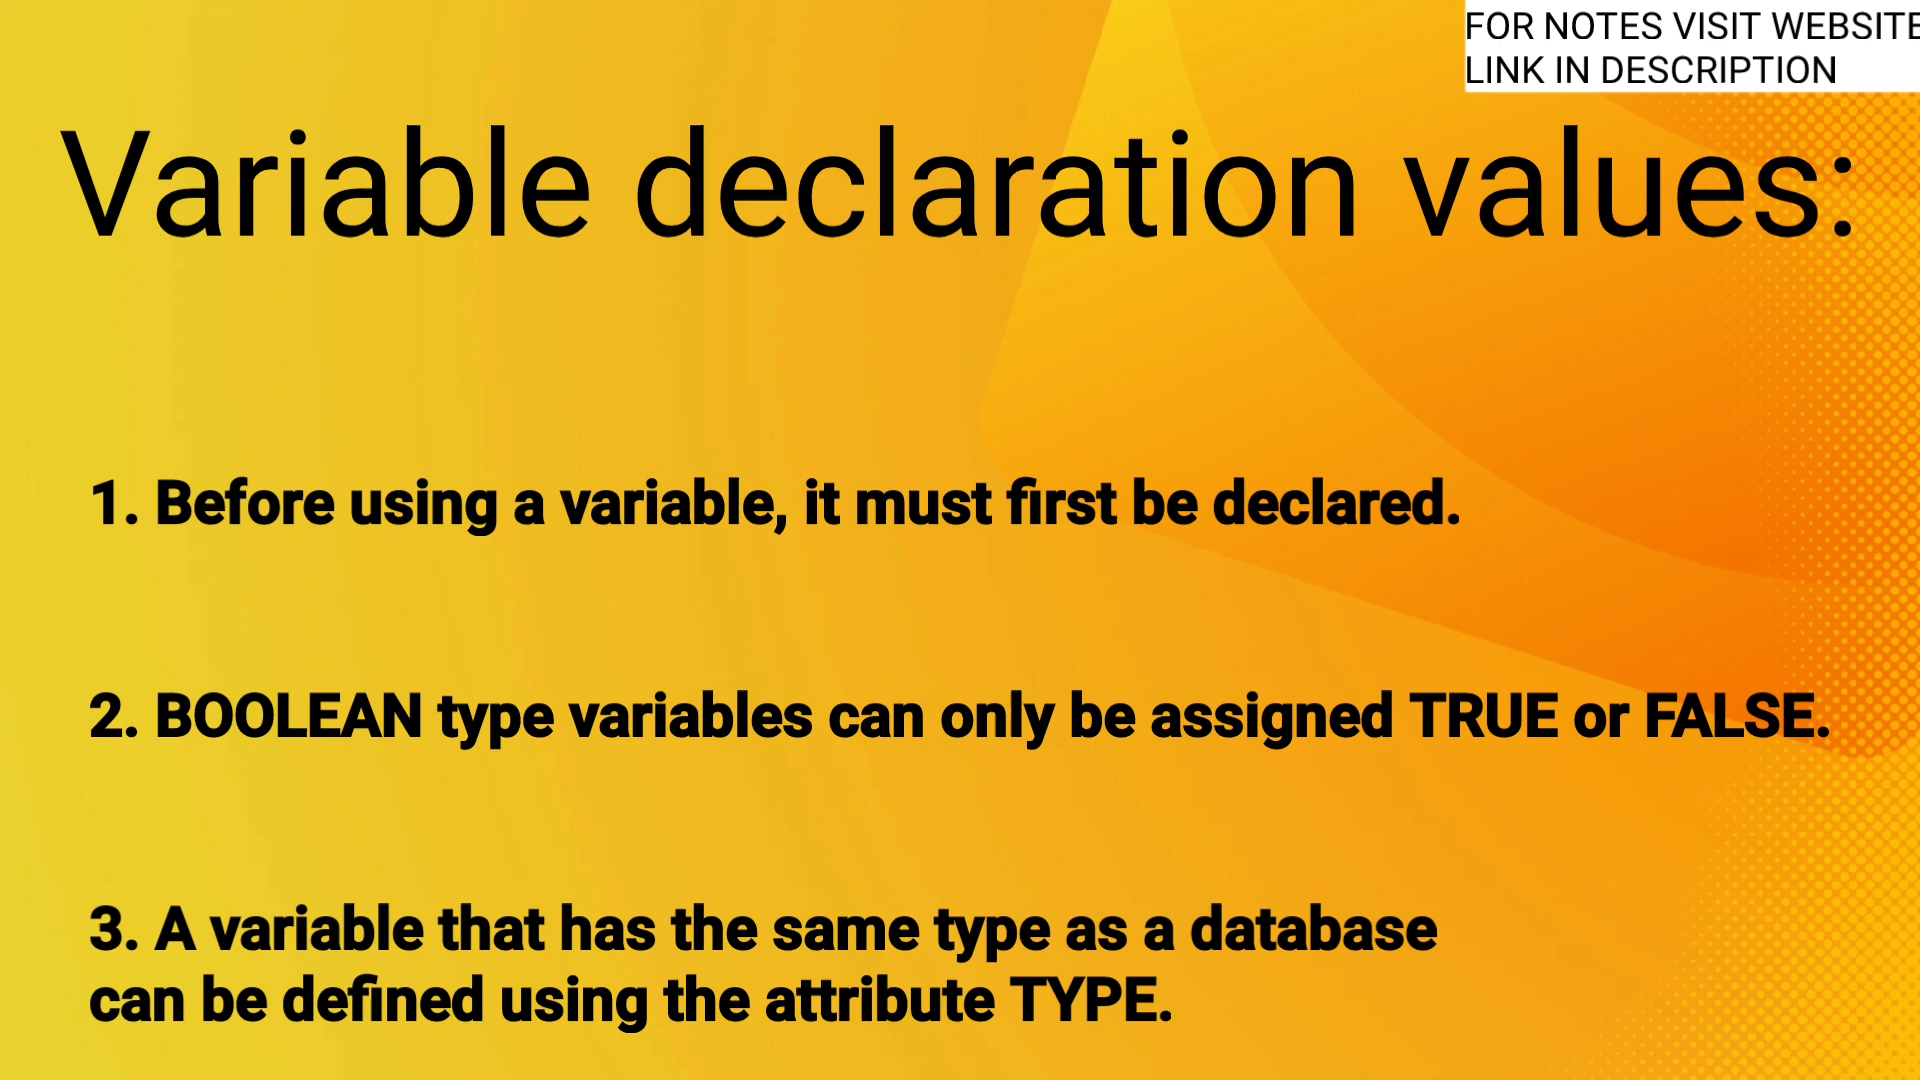 FOR NOTES VISIT WEBSITE
LINK IN DESCRIPTION
Variable declaration values:
1. Before using a variable, it must first be declared.
2. BOOLEAN type variables can only be assigned TRUE or FALSE.
3. A variable that has the same type as a database
can be defined using the attribute TYPE.